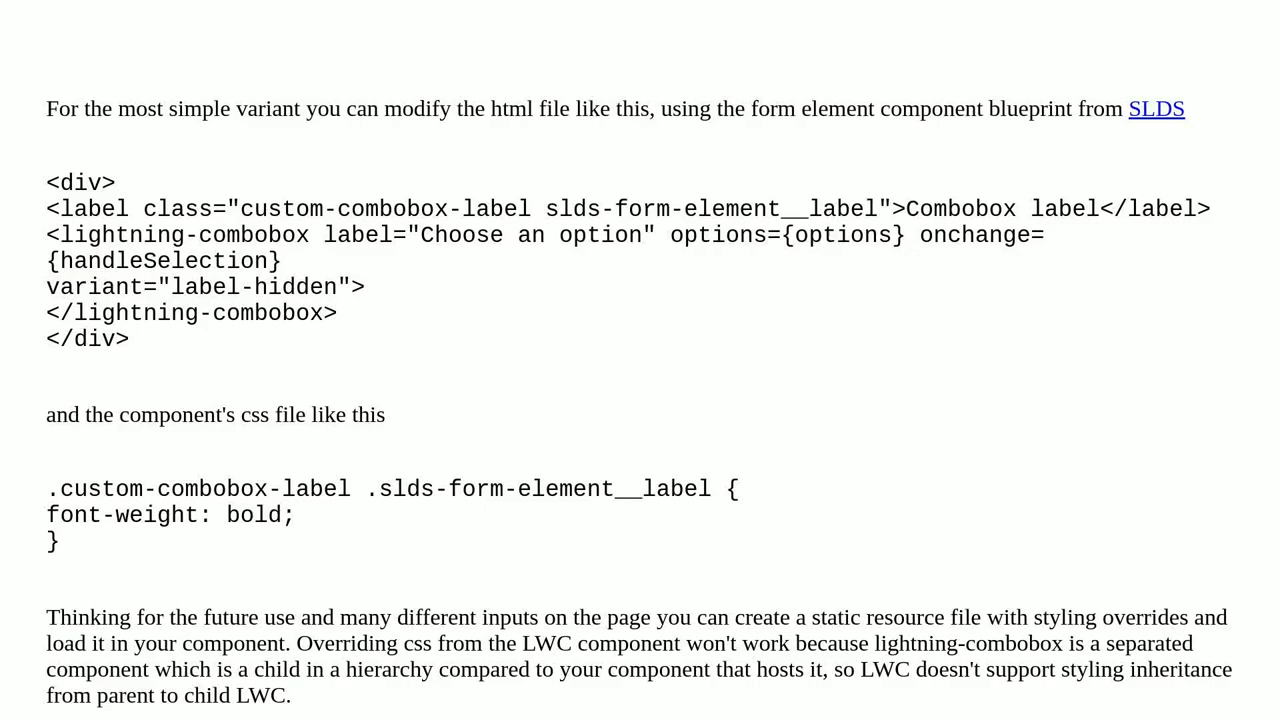 For the most simple variant you can modify the html file like this, using the form element component blueprint from SLDS
<div>
<label class="custom-combobox-label slds-form-element__label">Combobox label</label>
<lightning-combobox label="Choose an option" options={options} onchange=
{handleSelection}
variant="label-hidden">
</lightning-combobox>
</div>
and the component's css file like this
.custom-combobox-label .slds-form-element__label {
font-weight: bold;
}
Thinking for the future use and many different inputs on the page you can create a static resource file with styling overrides and
load it in your component. Overriding css from the LWC component won't work because lightning-combobox is a separated
component which is a child in a hierarchy compared to your component that hosts it, so LWC doesn't support styling inheritance
from parent to child LWC.